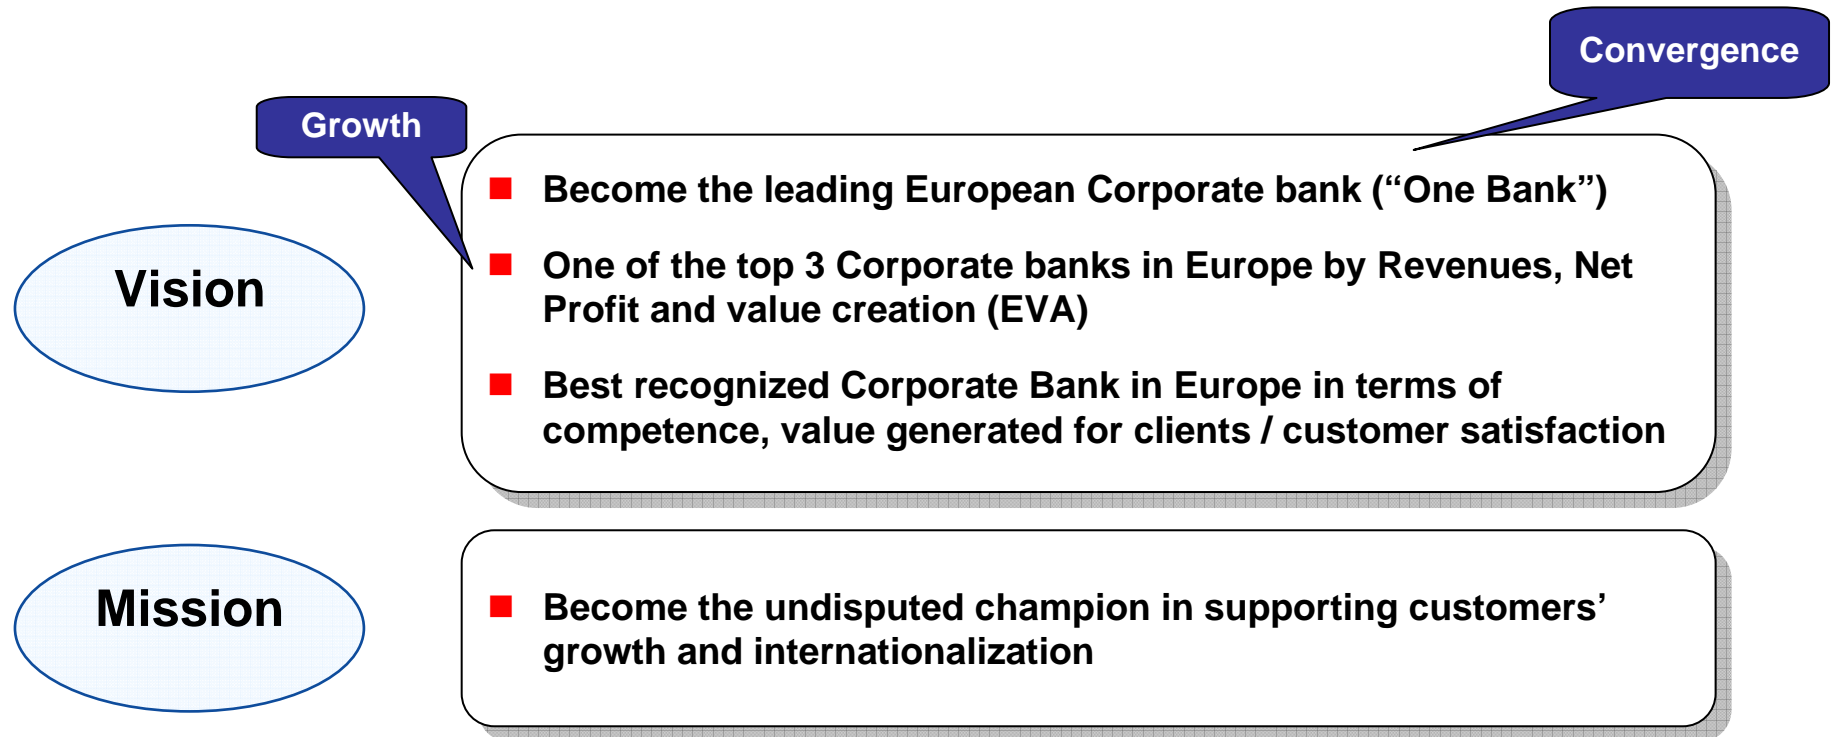 Convergence
Growth
Vision
■ Become the leading European Corporate bank (“One Bank”)
■ One of the top 3 Corporate banks in Europe by Revenues, Net
Profit and value creation (EVA)
■ Best recognized Corporate Bank in Europe in terms of
competence, value generated for clients / customer satisfaction
Mission
■ Become the undisputed champion in supporting customers’
growth and internationalization